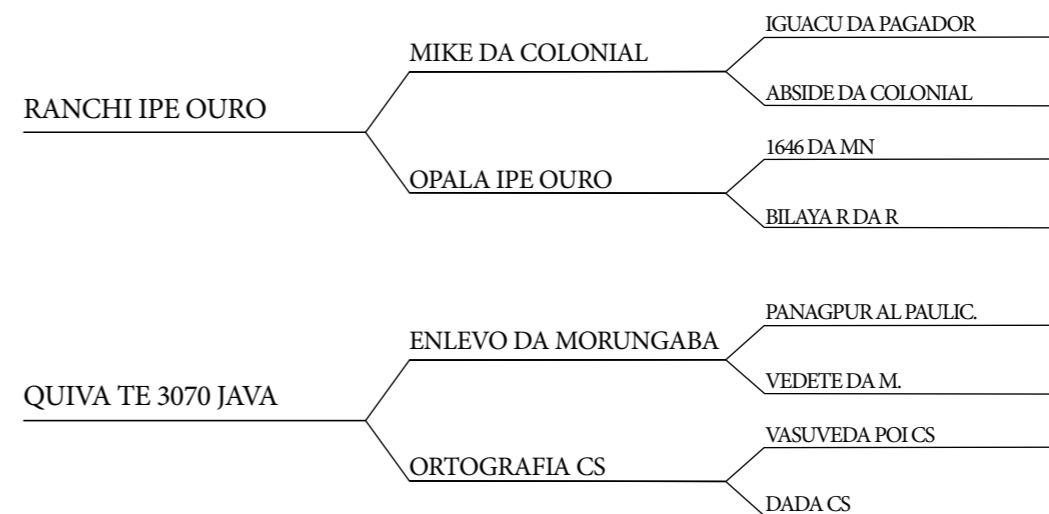 IGUACU DA PAGADOR
MIKE DA COLONIAL
ABSIDE DA COLONIAL
RANCHI IPE OURO
1646 DA MN
OPALA IPE OURO
BILAYA R DA R
PANAGPUR AL PAULIC.
ENLEVO DA MORUNGABA
VEDETE DA M.
QUIVA TE 3070 JAVA
VASUVEDA POI CS
ORTOGRAFIA CS
DADA CS